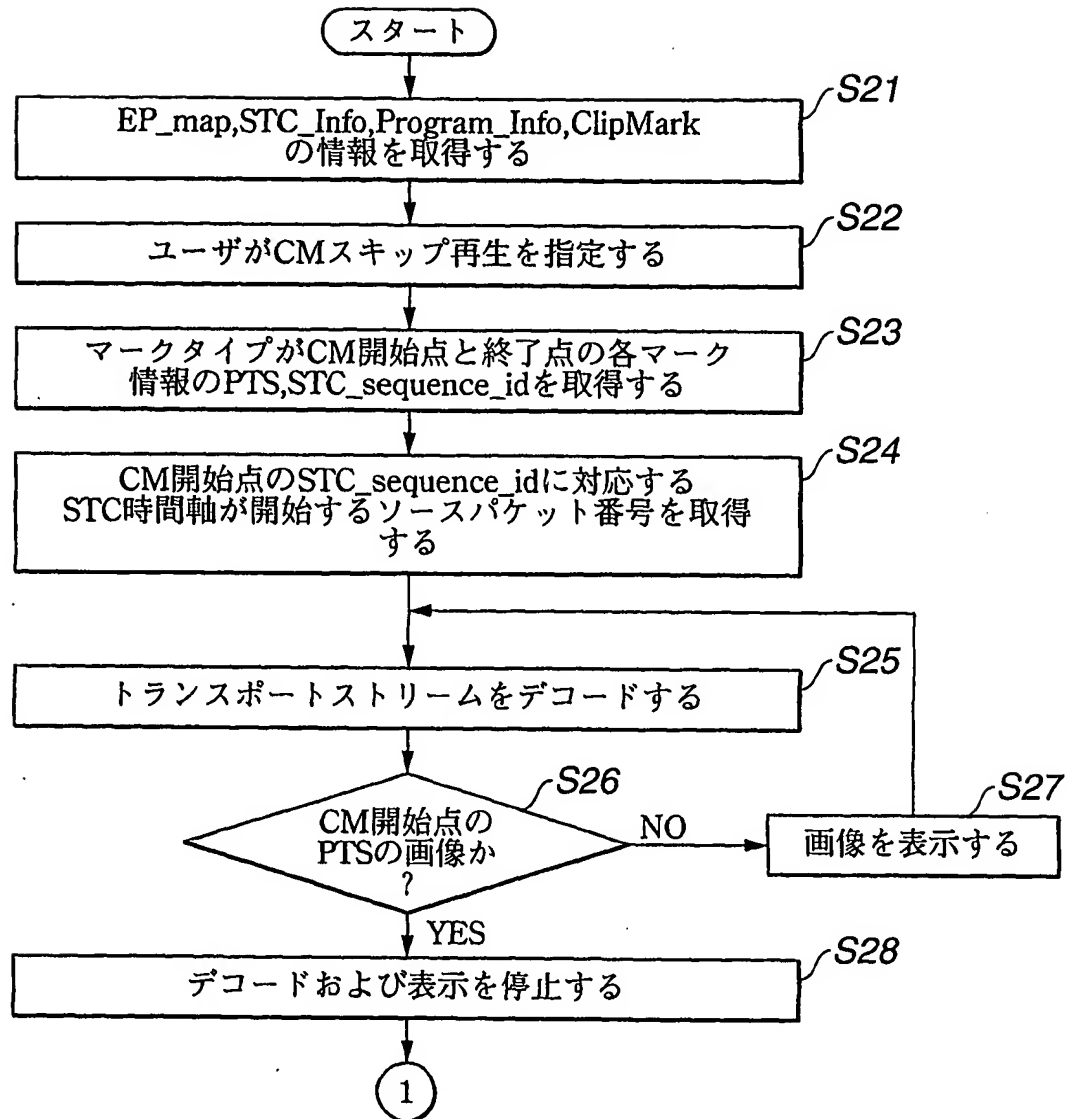 スタート
S21
EP_map,STC_Info,Program_Info,ClipMark
の情報を取得する
S22
ユーザがCMスキップ再生を指定する
S23
マークタイプがCM開始点と終了点の各マーク
情報のPTS,STC_sequence_idを取得する
S24
CM開始点のSTC_sequence_idに対応する
STC時間軸が開始するソースパケット番号を取得
する
S25
トランスポートストリームをデコードする
S26
CM開始点の
PTSの画像か
?
NO
S27
画像を表示する
YES
S28
デコードおよび表示を停止する
1